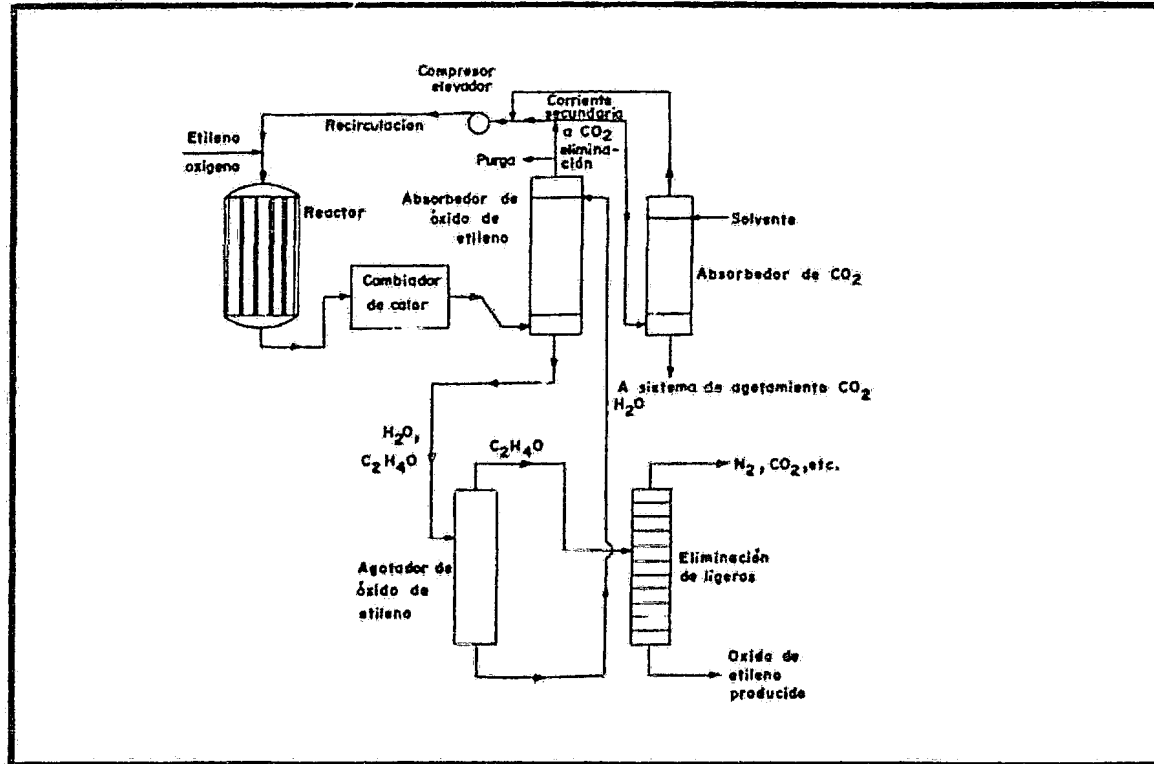 Compresor
elevador
Corriente
secundaria
a CO2
elimina-
ción
Recirculacion
Etileno
oxigeno
Purga
Reactor
Absorbedor de
óxido de
etileno
Solvente
Absorbedor de CO2
Cambiador
de calor
A sistema de agotamiento CO2
H2O
H2O,
C2H4O
C2H4O
N2, CO2, etc.
Agotador de
óxido de
etileno
Eliminación
de ligeros
Oxido de
etileno
producido